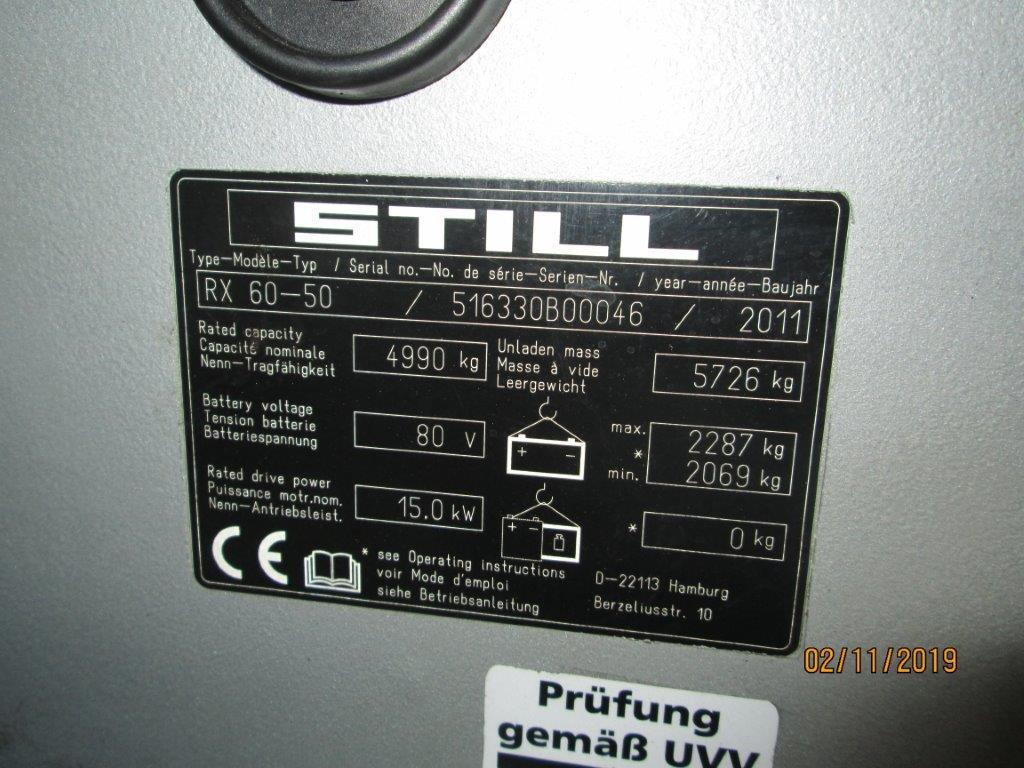 STILL
Type-Modèle-Typ / Serial no.-No. de série-Serien-Nr. / year-année-Baujahr
RX 60-50 / 516330B00046 / 2011
Rated capacity
Capacité nominale
Nenn-Tragfähigkeit
4990 kg
Unladen mass
Masse à vide
Leergewicht
5726 kg
Battery voltage
Tension batterie
Batteriespannung
80 V
+ -
max.
*
min.
2287 kg
2069 kg
Rated drive power
Puissance motr.nom.
Nenn-Antriebsleist.
15.0 kW
+ -
* 0 kg
CE
* see Operating instructions
voir Mode d'emploi
siehe Betriebsanleitung
D-22113 Hamburg
Berzeliusstr. 10
02/11/2019
Prüfung
gemäß UVV